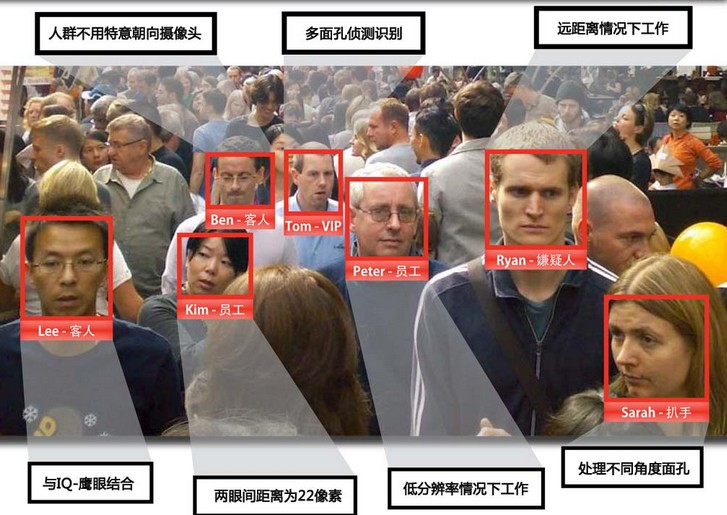 人群不用特意朝向摄像头
多面孔侦测识别
远距离情况下工作
Ben - 客人
Tom - VIP
Peter - 员工
Ryan - 嫌疑人
Kim - 员工
Lee - 客人
Sarah - 扒手
与IQ-鹰眼结合
两眼间距离为22像素
低分辨率情况下工作
处理不同角度面孔